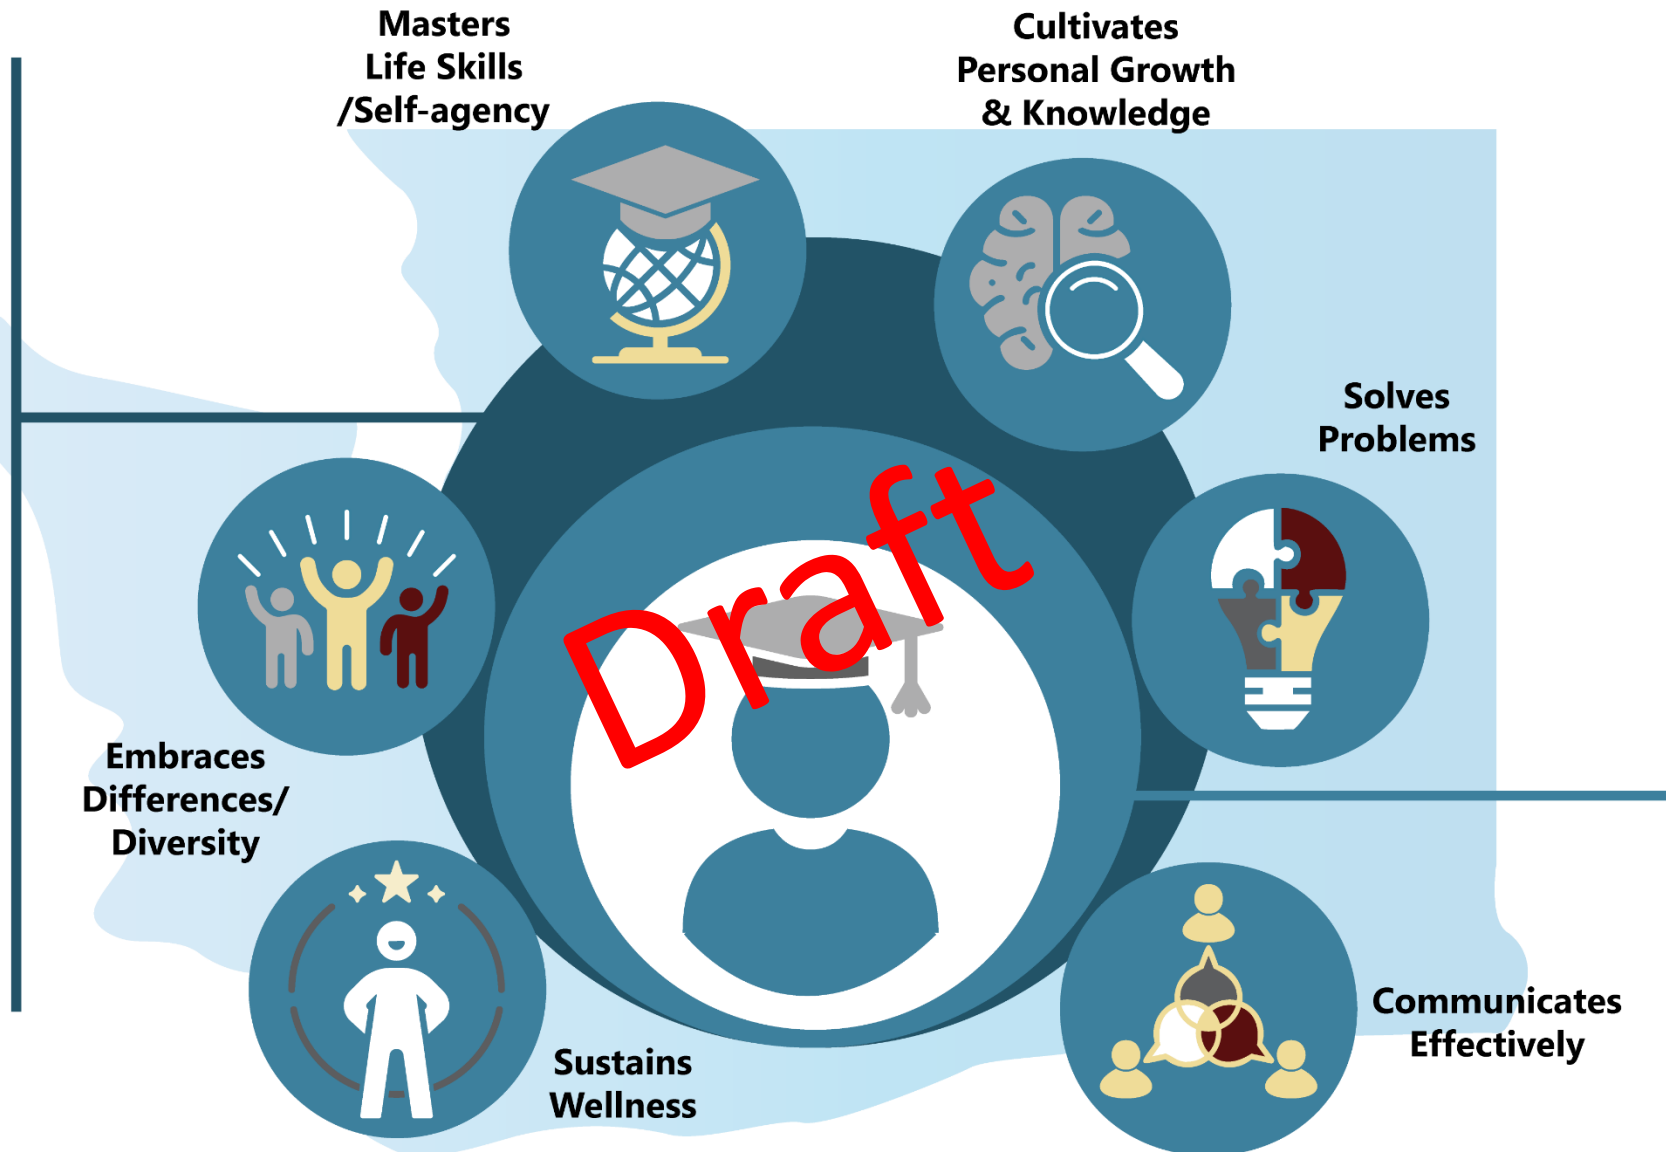 Masters
Life Skills
/Self-agency
Cultivates
Personal Growth
& Knowledge
Solves
Problems
Draft
Embraces
Differences/
Diversity
Communicates
Effectively
Sustains
Wellness